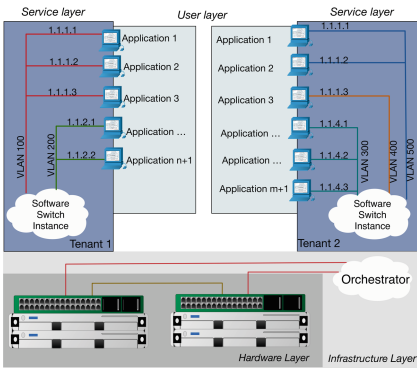 Service layer
User layer
Service layer
1.1.1.1
Application 1
1.1.1.2
Application 2
1.1.1.3
Application 3
1.1.2.1
Application ...
1.1.2.2
Application n+1
VLAN 100
VLAN 200
Software
Switch
Instance
Tenant 1
Application 1
1.1.1.1
Application 2
1.1.1.2
Application 3
1.1.1.3
Application ...
1.1.4.1
Application ...
1.1.4.2
Application m+1
1.1.4.3
VLAN 300
VLAN 400
VLAN 500
Software
Switch
Instance
Tenant 2
Orchestrator
Hardware Layer
Infrastructure Layer